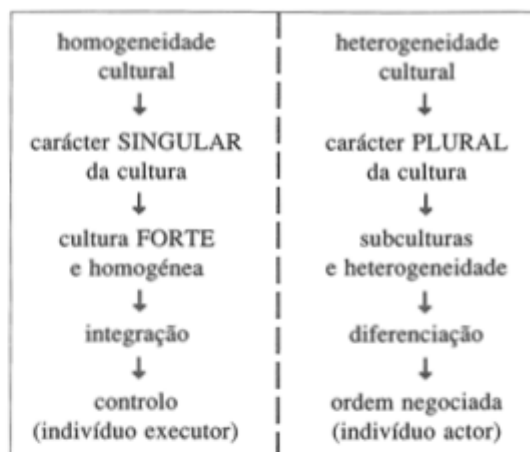 homogeneidade
cultural
↓
carácter SINGULAR
da cultura
↓
cultura FORTE
e homogénea
↓
integração
↓
controlo
(indivíduo executor)
heterogeneidade
cultural
↓
carácter PLURAL
da cultura
↓
subculturas
e heterogeneidade
↓
diferenciação
↓
ordem negociada
(indivíduo actor)